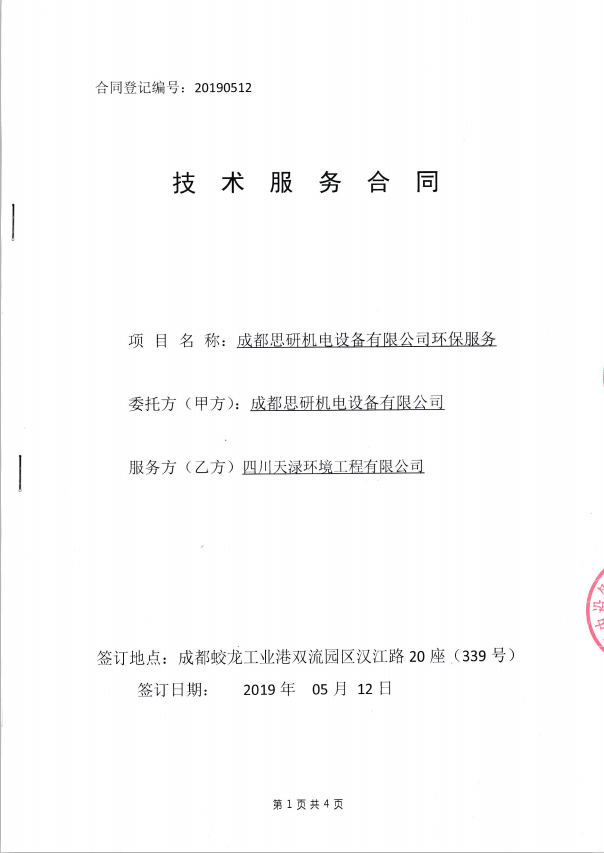 合同登记编号：20190512
技 术 服 务 合 同
项 目 名 称：成都思研机电设备有限公司环保服务
委托方（甲方）：成都思研机电设备有限公司
服务方（乙方）四川天渌环境工程有限公司
签订地点：成都蛟龙工业港双流园区汉江路 20 座（339 号）
签订日期： 2019 年 05 月 12 日
第 1 页 共 4 页